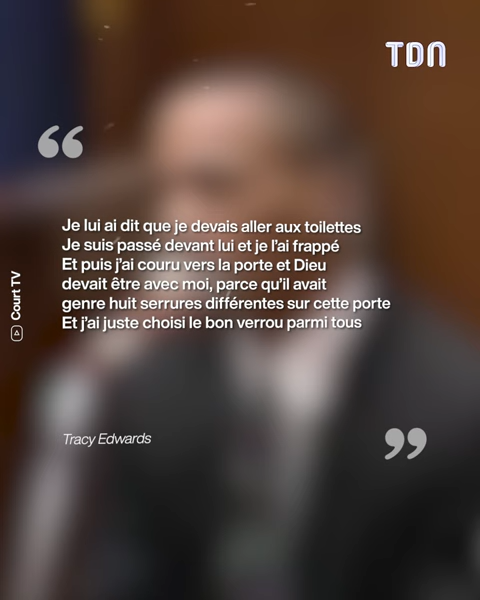 TDN
“
Je lui ai dit que je devais aller aux toilettes
Je suis passé devant lui et je l’ai frappé
Et puis j’ai couru vers la porte et Dieu
devait être avec moi, parce qu’il avait
genre huit serrures différentes sur cette porte
Et j’ai juste choisi le bon verrou parmi tous
Court TV
Tracy Edwards
”